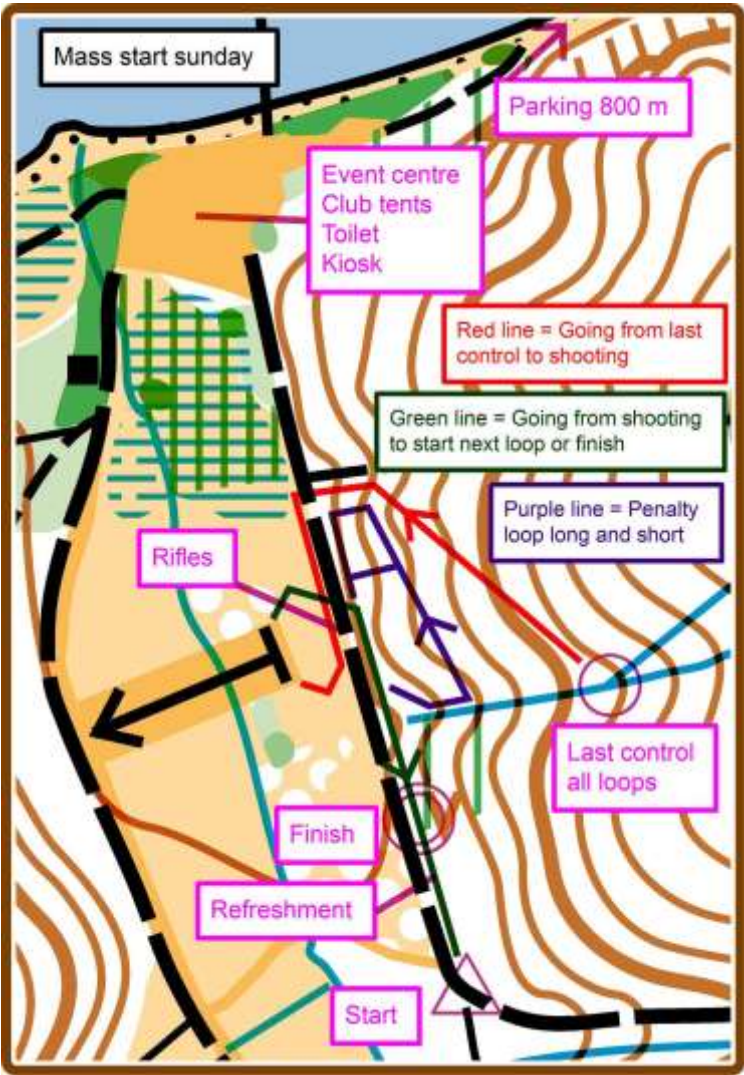 Mass start sunday
Parking 800 m
Event centre
Club tents
Toilet
Kiosk
Red line = Going from last
control to shooting
Green line = Going from shooting
to start next loop or finish
Purple line = Penalty
loop long and short
Rifles
Last control
all loops
Finish
Refreshment
Start